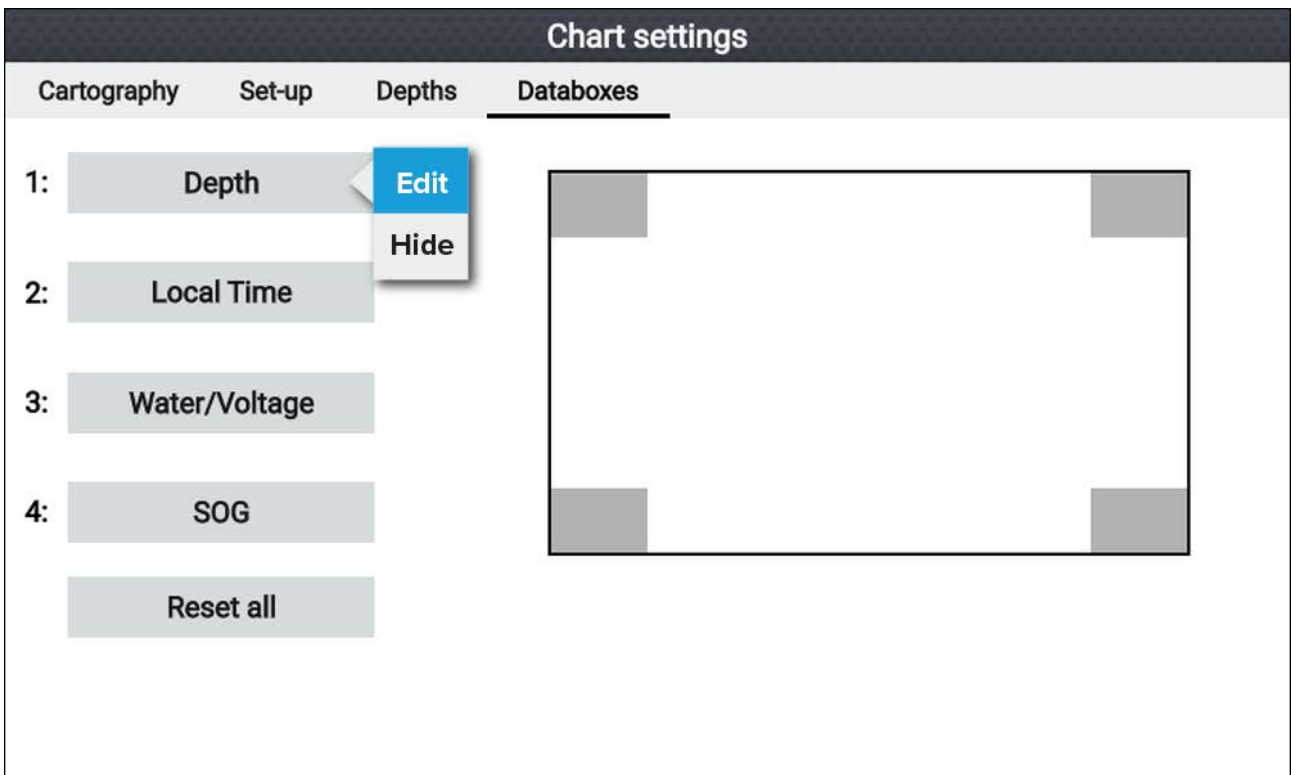 Chart settings
Cartography Set-up Depths Databoxes
1: Depth
Edit
Hide
2: Local Time
3: Water/Voltage
4: SOG
Reset all